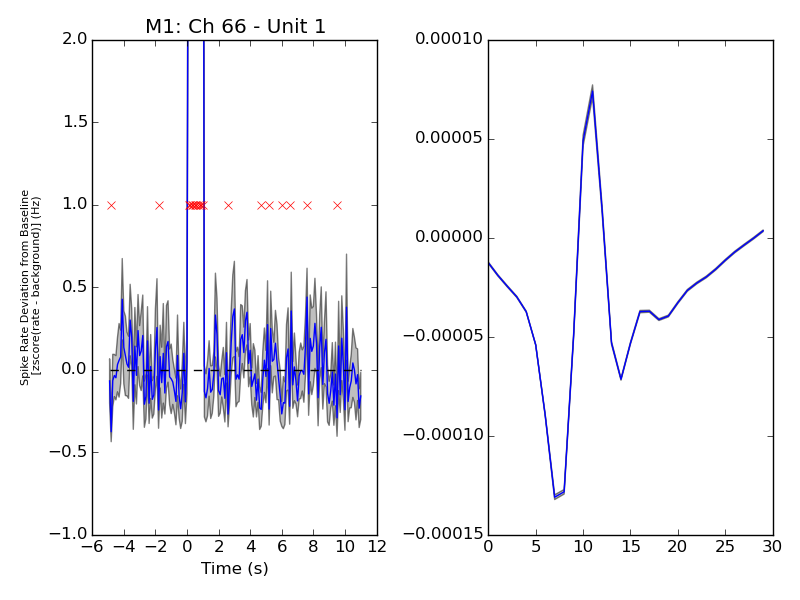 M1: Ch 66 - Unit 1
Spike Rate Deviation from Baseline
[zscore(rate - background)] (Hz)
2.0
1.5
1.0
0.5
0.0
−0.5
−1.0
−6 −4 −2 0 2 4 6 8 10 12
Time (s)
0.00010
0.00005
0.00000
−0.00005
−0.00010
−0.00015
0 5 10 15 20 25 30